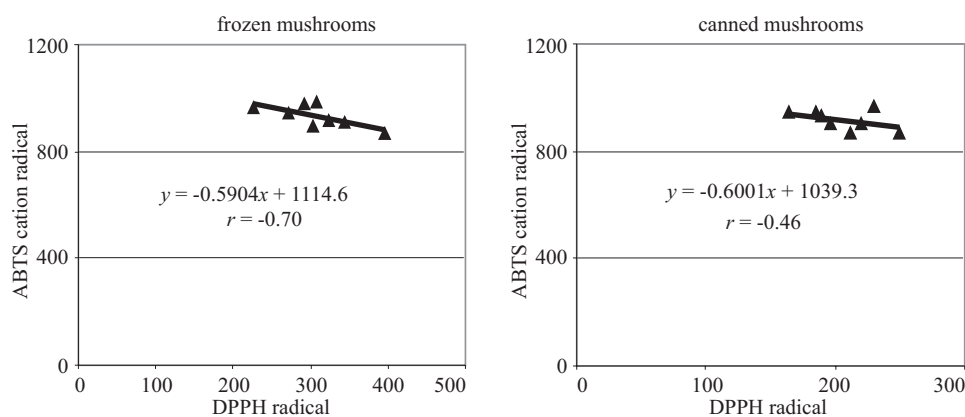 frozen mushrooms
1200
800
400
0
ABTS cation radical
y = -0.5904x + 1114.6
r = -0.70
0 100 200 300 400 500
DPPH radical
canned mushrooms
1200
800
400
0
ABTS cation radical
y = -0.6001x + 1039.3
r = -0.46
0 100 200 300
DPPH radical